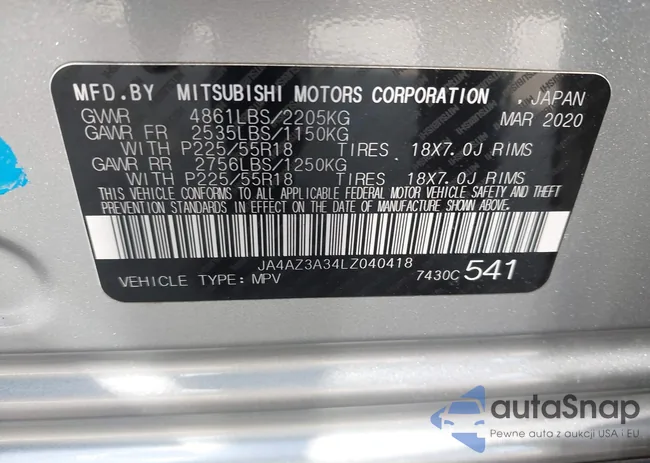 MFD.BY MITSUBISHI MOTORS CORPORATION , JAPAN
GVWR 4861LBS/2205KG MAR 2020
GAWR FR 2535LBS/1150KG
WITH P225/55R18 TIRES. 18X7.0J RIMS
GAWR RR 2756LBS/1250KG
WITH P225/55R18 TIRES. 18X7.0J RIMS
THIS VEHICLE CONFORMS TO ALL APPLICABLE FEDERAL MOTOR VEHICLE SAFETY AND THEFT
PREVENTION STANDARDS IN EFFECT ON THE DATE OF MANUFACTURE SHOWN ABOVE.
JA4AZ3A34LZ040418
VEHICLE TYPE: MPV 7430C 541
autoSnap
Pewne auta z aukcji USA i EU